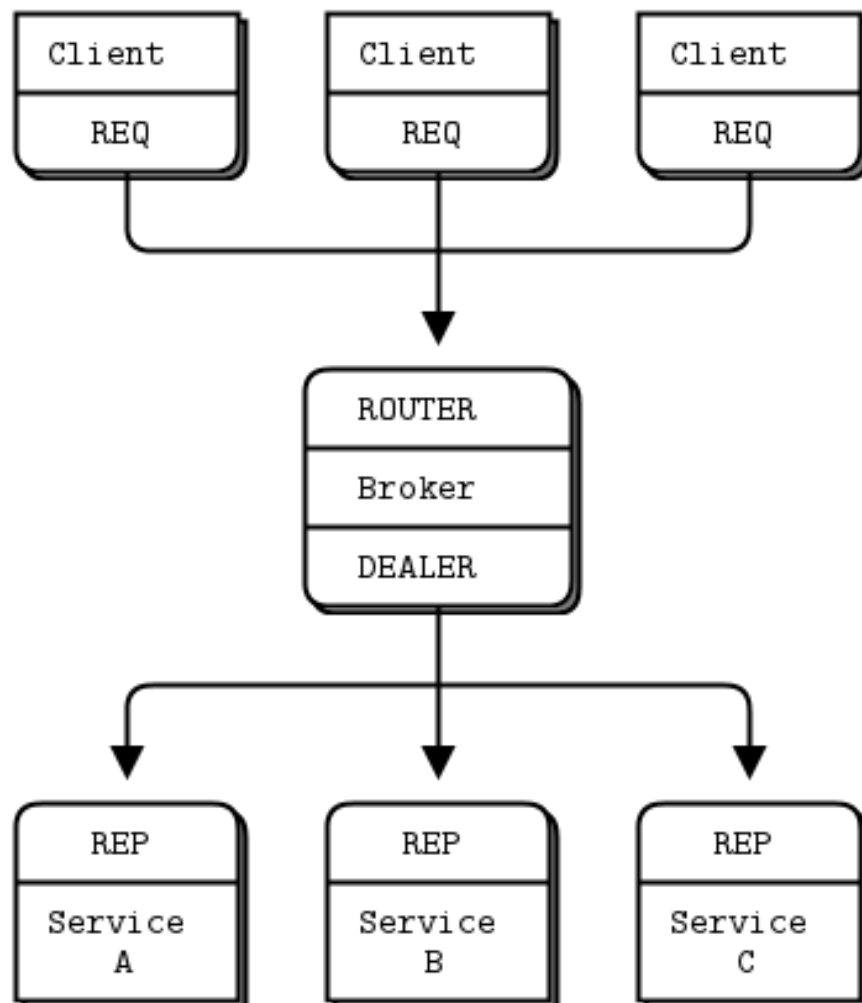 Client Client Client
REQ REQ REQ
ROUTER
Broker
DEALER
REP REP REP
Service Service Service
A B C